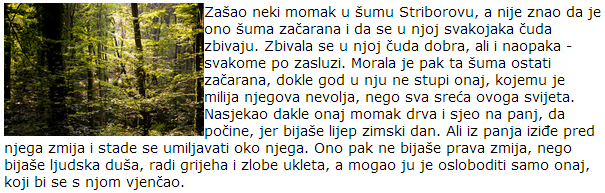 Zašao neki momak u šumu Striborovu, a nije znao da je
ono šuma začarana i da se u njoj svakojaka čuda
zbivaju. Zbivala se u njoj čuda dobra, ali i naopaka -
svakome po zasluzi. Morala je pak ta šuma ostati
začarana, dokle god u nju ne stupi onaj, kojemu je
milija njegova nevolja, nego sva sreća ovoga svijeta.
Nasjekao dakle onaj momak drva i sjeo na panj, da
počine, jer bijaše lijep zimski dan. Ali iz panja iziđe pred
njega zmija i stade se umiljavati oko njega. Ono pak ne bijaše prava zmija, nego
bijaše ljudska duša, radi grijeha i zlobe ukleta, a mogao ju je osloboditi samo onaj,
koji bi se s njom vjenčao.